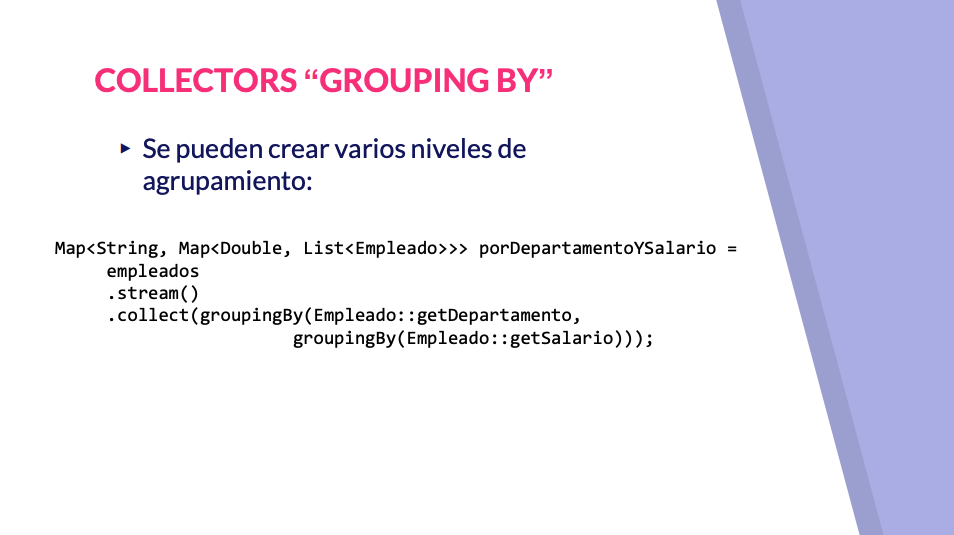 COLLECTORS “GROUPING BY”
▸ Se pueden crear varios niveles de
agrupamiento:
Map<String, Map<Double, List<Empleado>>> porDepartamentoYSalario =
empleados
.stream()
.collect(groupingBy(Empleado::getDepartamento,
groupingBy(Empleado::getSalario)));